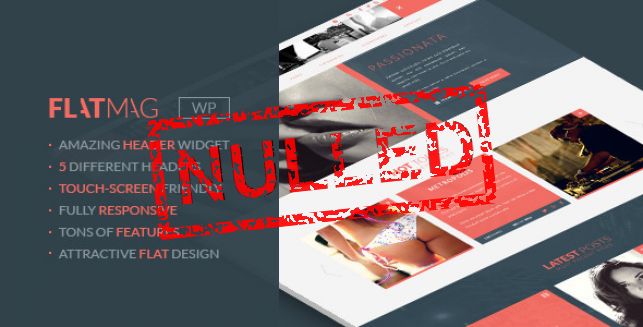 FLATMAG WP
AMAZING HEADER WIDGET
5 DIFFERENT HEADERS
TOUCH-SCREEN FRIENDLY
FULLY RESPONSIVE
TONS OF FEATURES
ATTRACTIVE FLAT DESIGN
NULLED
PASSIONATA
METROPOLIS
LATEST POSTS